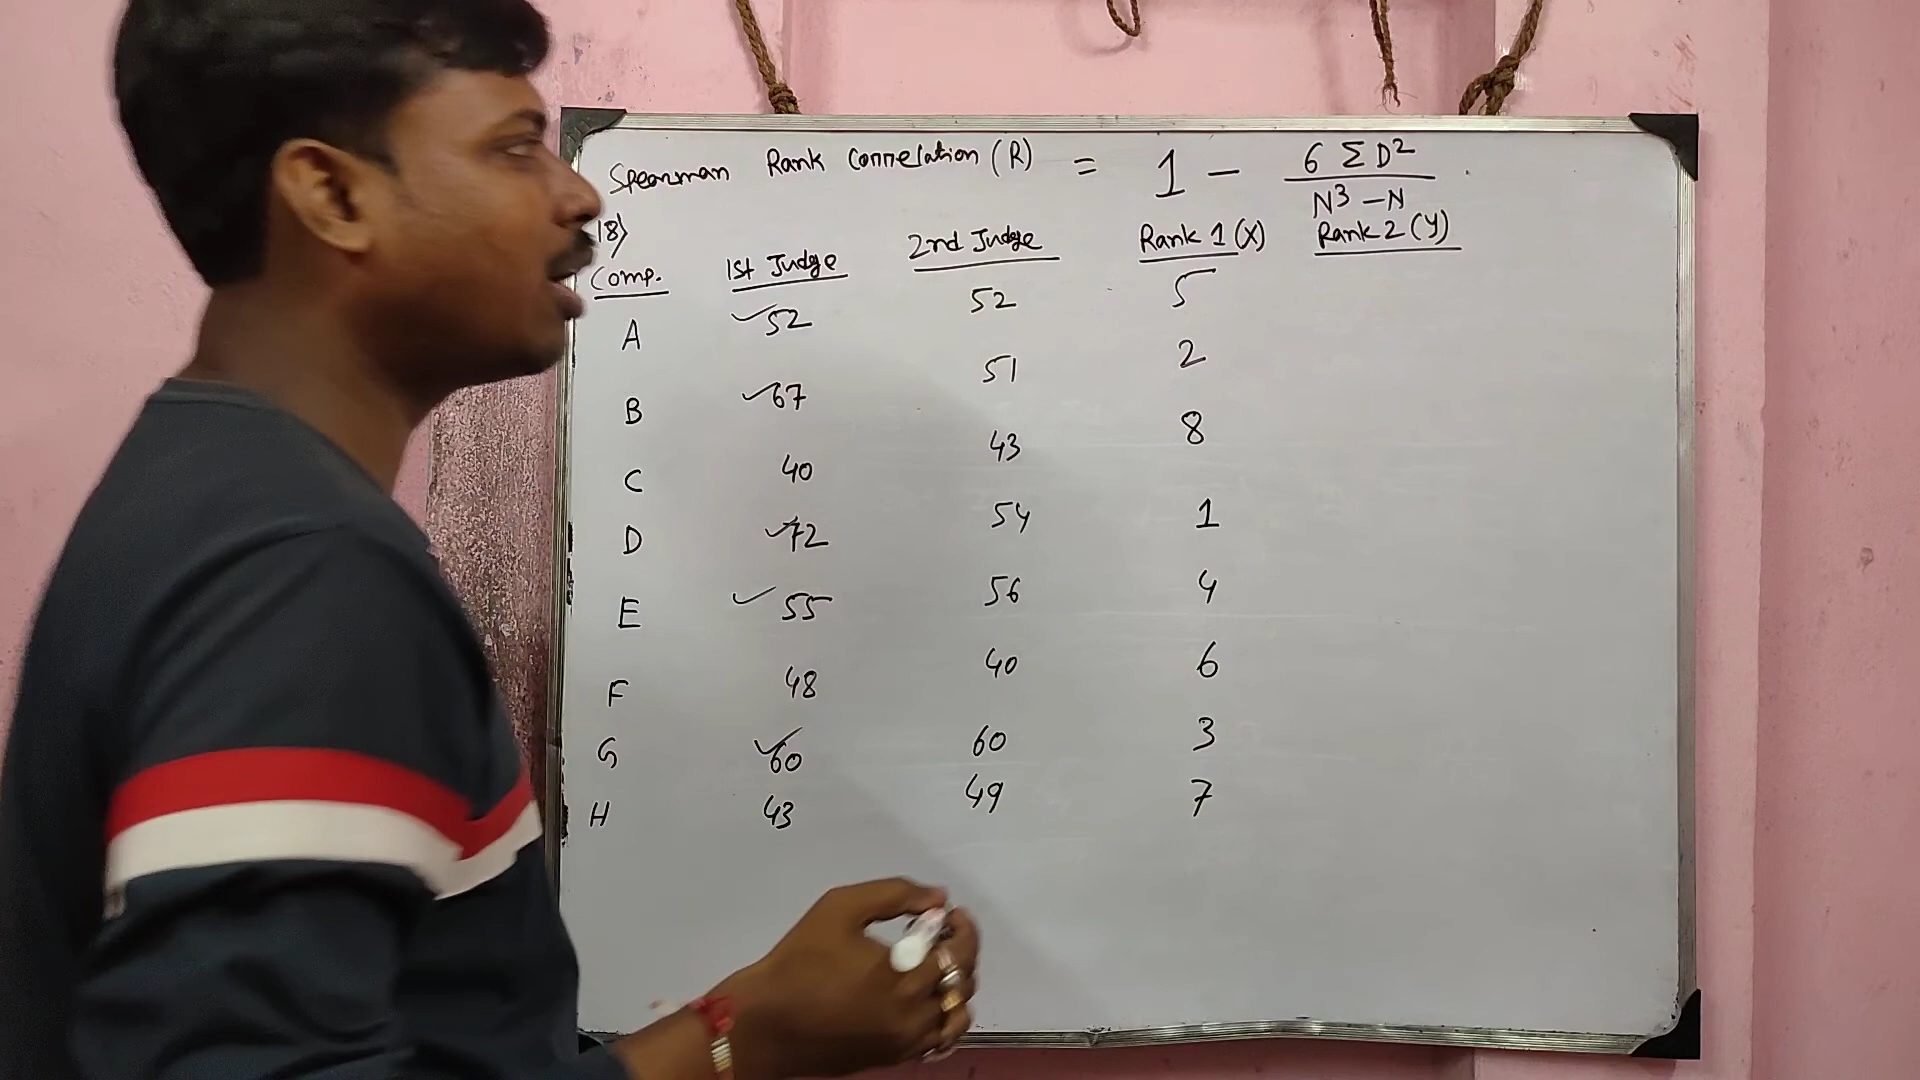 Spearman Rank Correlation (R) = 1 - 6 Σ D² / N³ - N
18)
Comp. 1st Judge 2nd Judge Rank 1 (X) Rank 2 (Y)
A 52 52 5
B 67 51 2
C 40 43 8
D 72 54 1
E 55 56 4
F 48 40 6
G 60 60 3
H 43 49 7